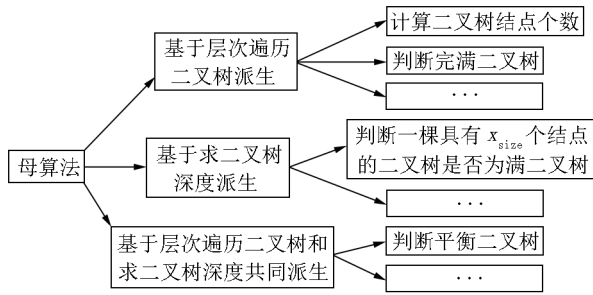 计算二叉树结点个数
基于层次遍历
二叉树派生
判断完满二叉树
...
母算法
基于求二叉树
深度派生
判断一棵具有 xsize 个结点
的二叉树是否为满二叉树
...
基于层次遍历二叉树和
求二叉树深度共同派生
判断平衡二叉树
...